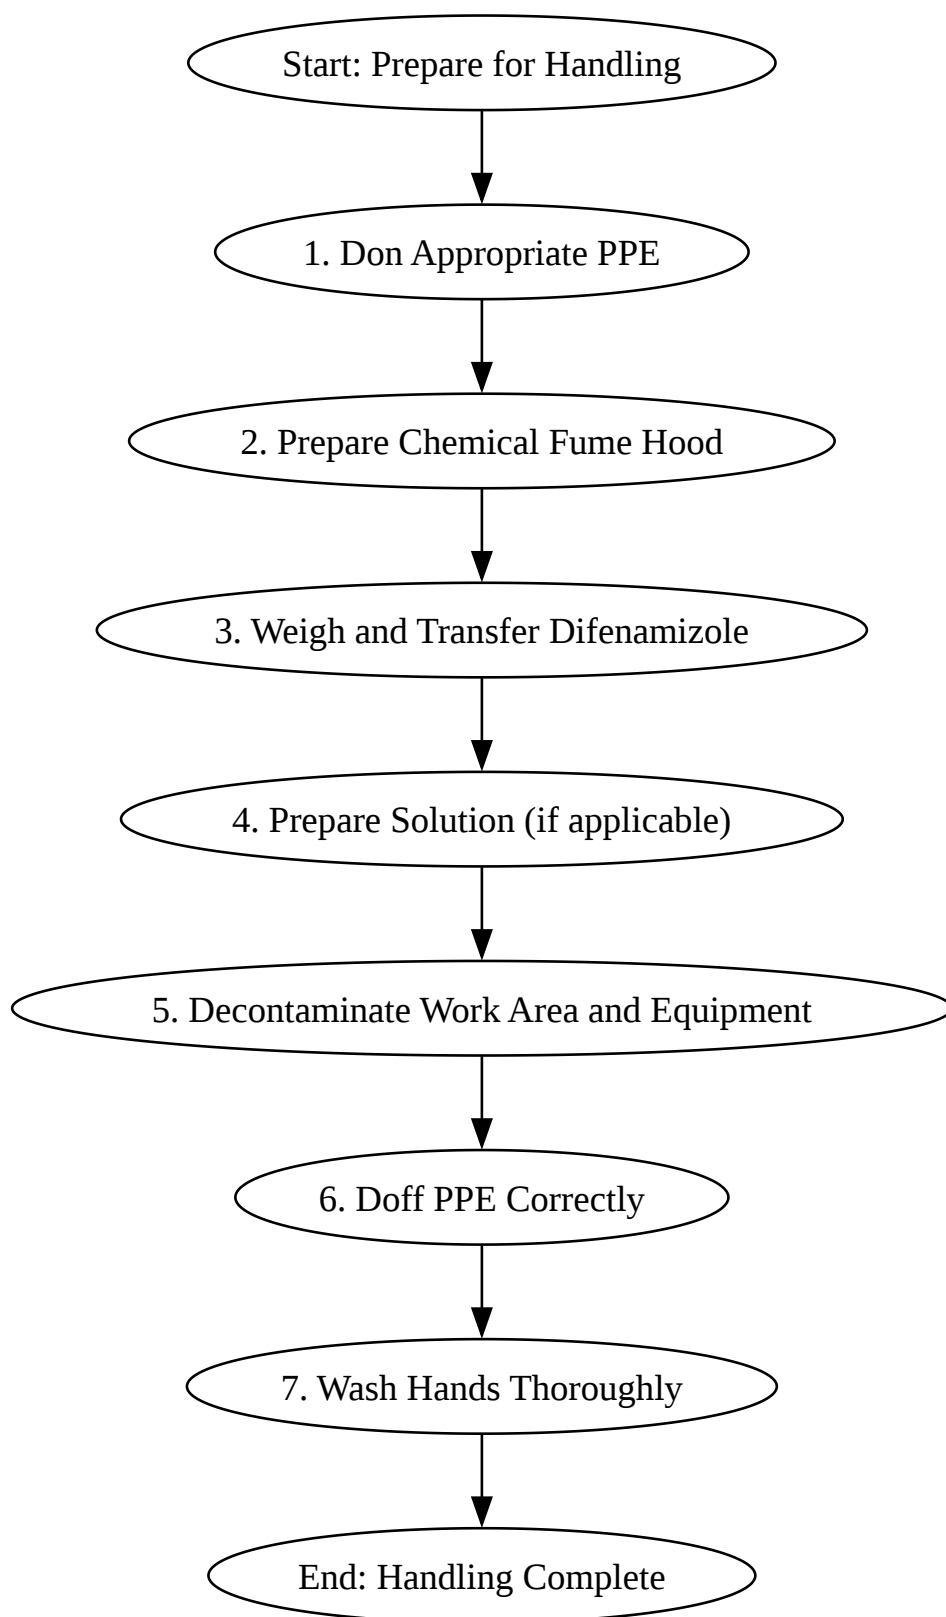 Start: Prepare for Handling
1. Don Appropriate PPE
2. Prepare Chemical Fume Hood
3. Weigh and Transfer Difenamizole
4. Prepare Solution (if applicable)
5. Decontaminate Work Area and Equipment
6. Doff PPE Correctly
7. Wash Hands Thoroughly
End: Handling Complete